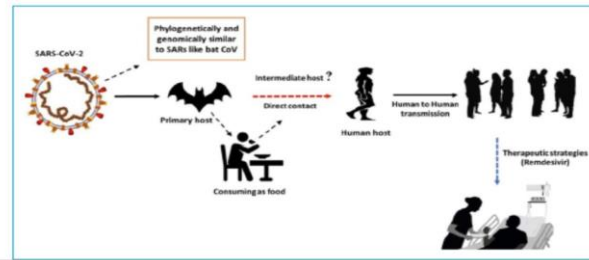 Phylogenetically and
genomically similar
to SARs like bat CoV
SARS-CoV-2
Intermediate host ?
Direct contact
Primary host
Human host
Human to Human
transmission
Consuming as food
Therapeutic strategies
(Remdesivir)